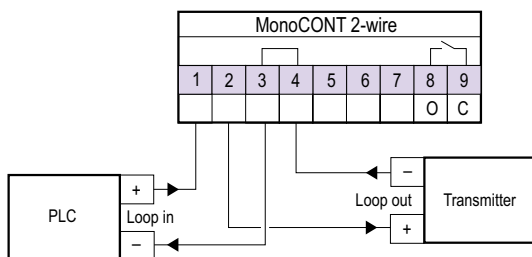 MonoCONT 2-wire
1 2 3 4 5 6 7 8 9
O C
+ −
PLC Loop in Loop out Transmitter
− +